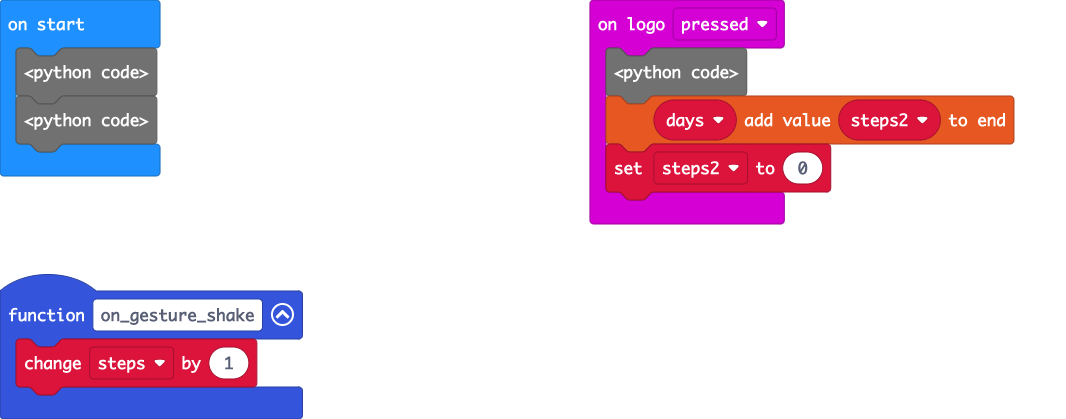 on start
<python code>
<python code>
on logo pressed
<python code>
days add value steps2 to end
set steps2 to 0
function on_gesture_shake
change steps by 1